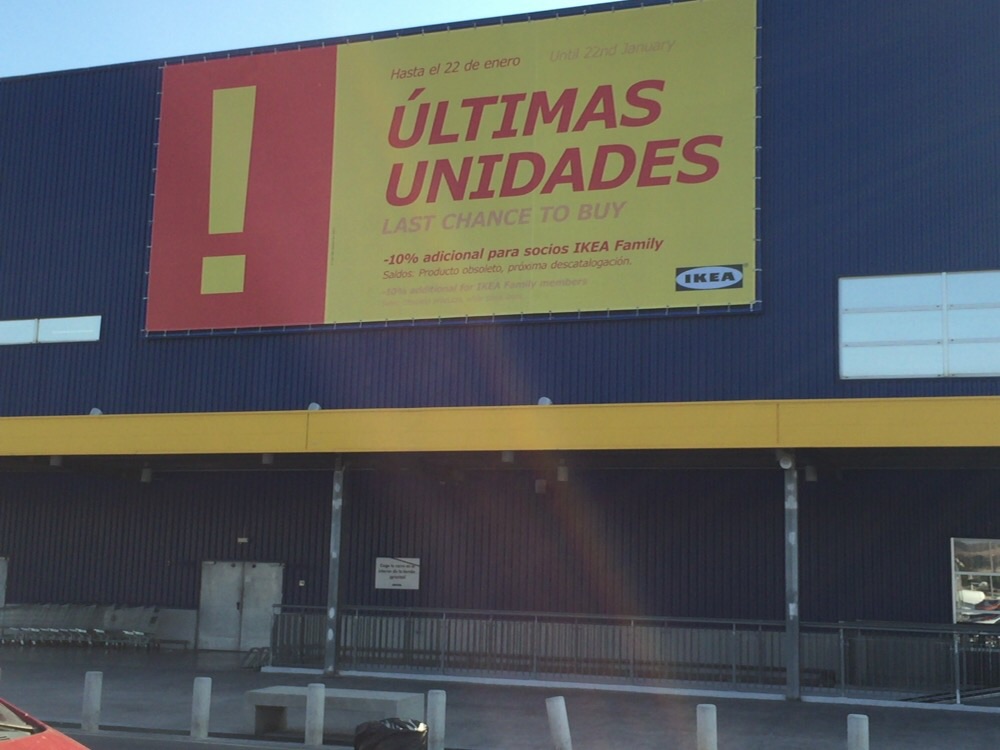 !
Hasta el 22 de enero
Until 22nd January
ÚLTIMAS
UNIDADES
LAST CHANCE TO BUY
-10% adicional para socios IKEA Family
Saldos: Producto obsoleto, próxima descatalogación.
-10% additional for IKEA Family members
IKEA